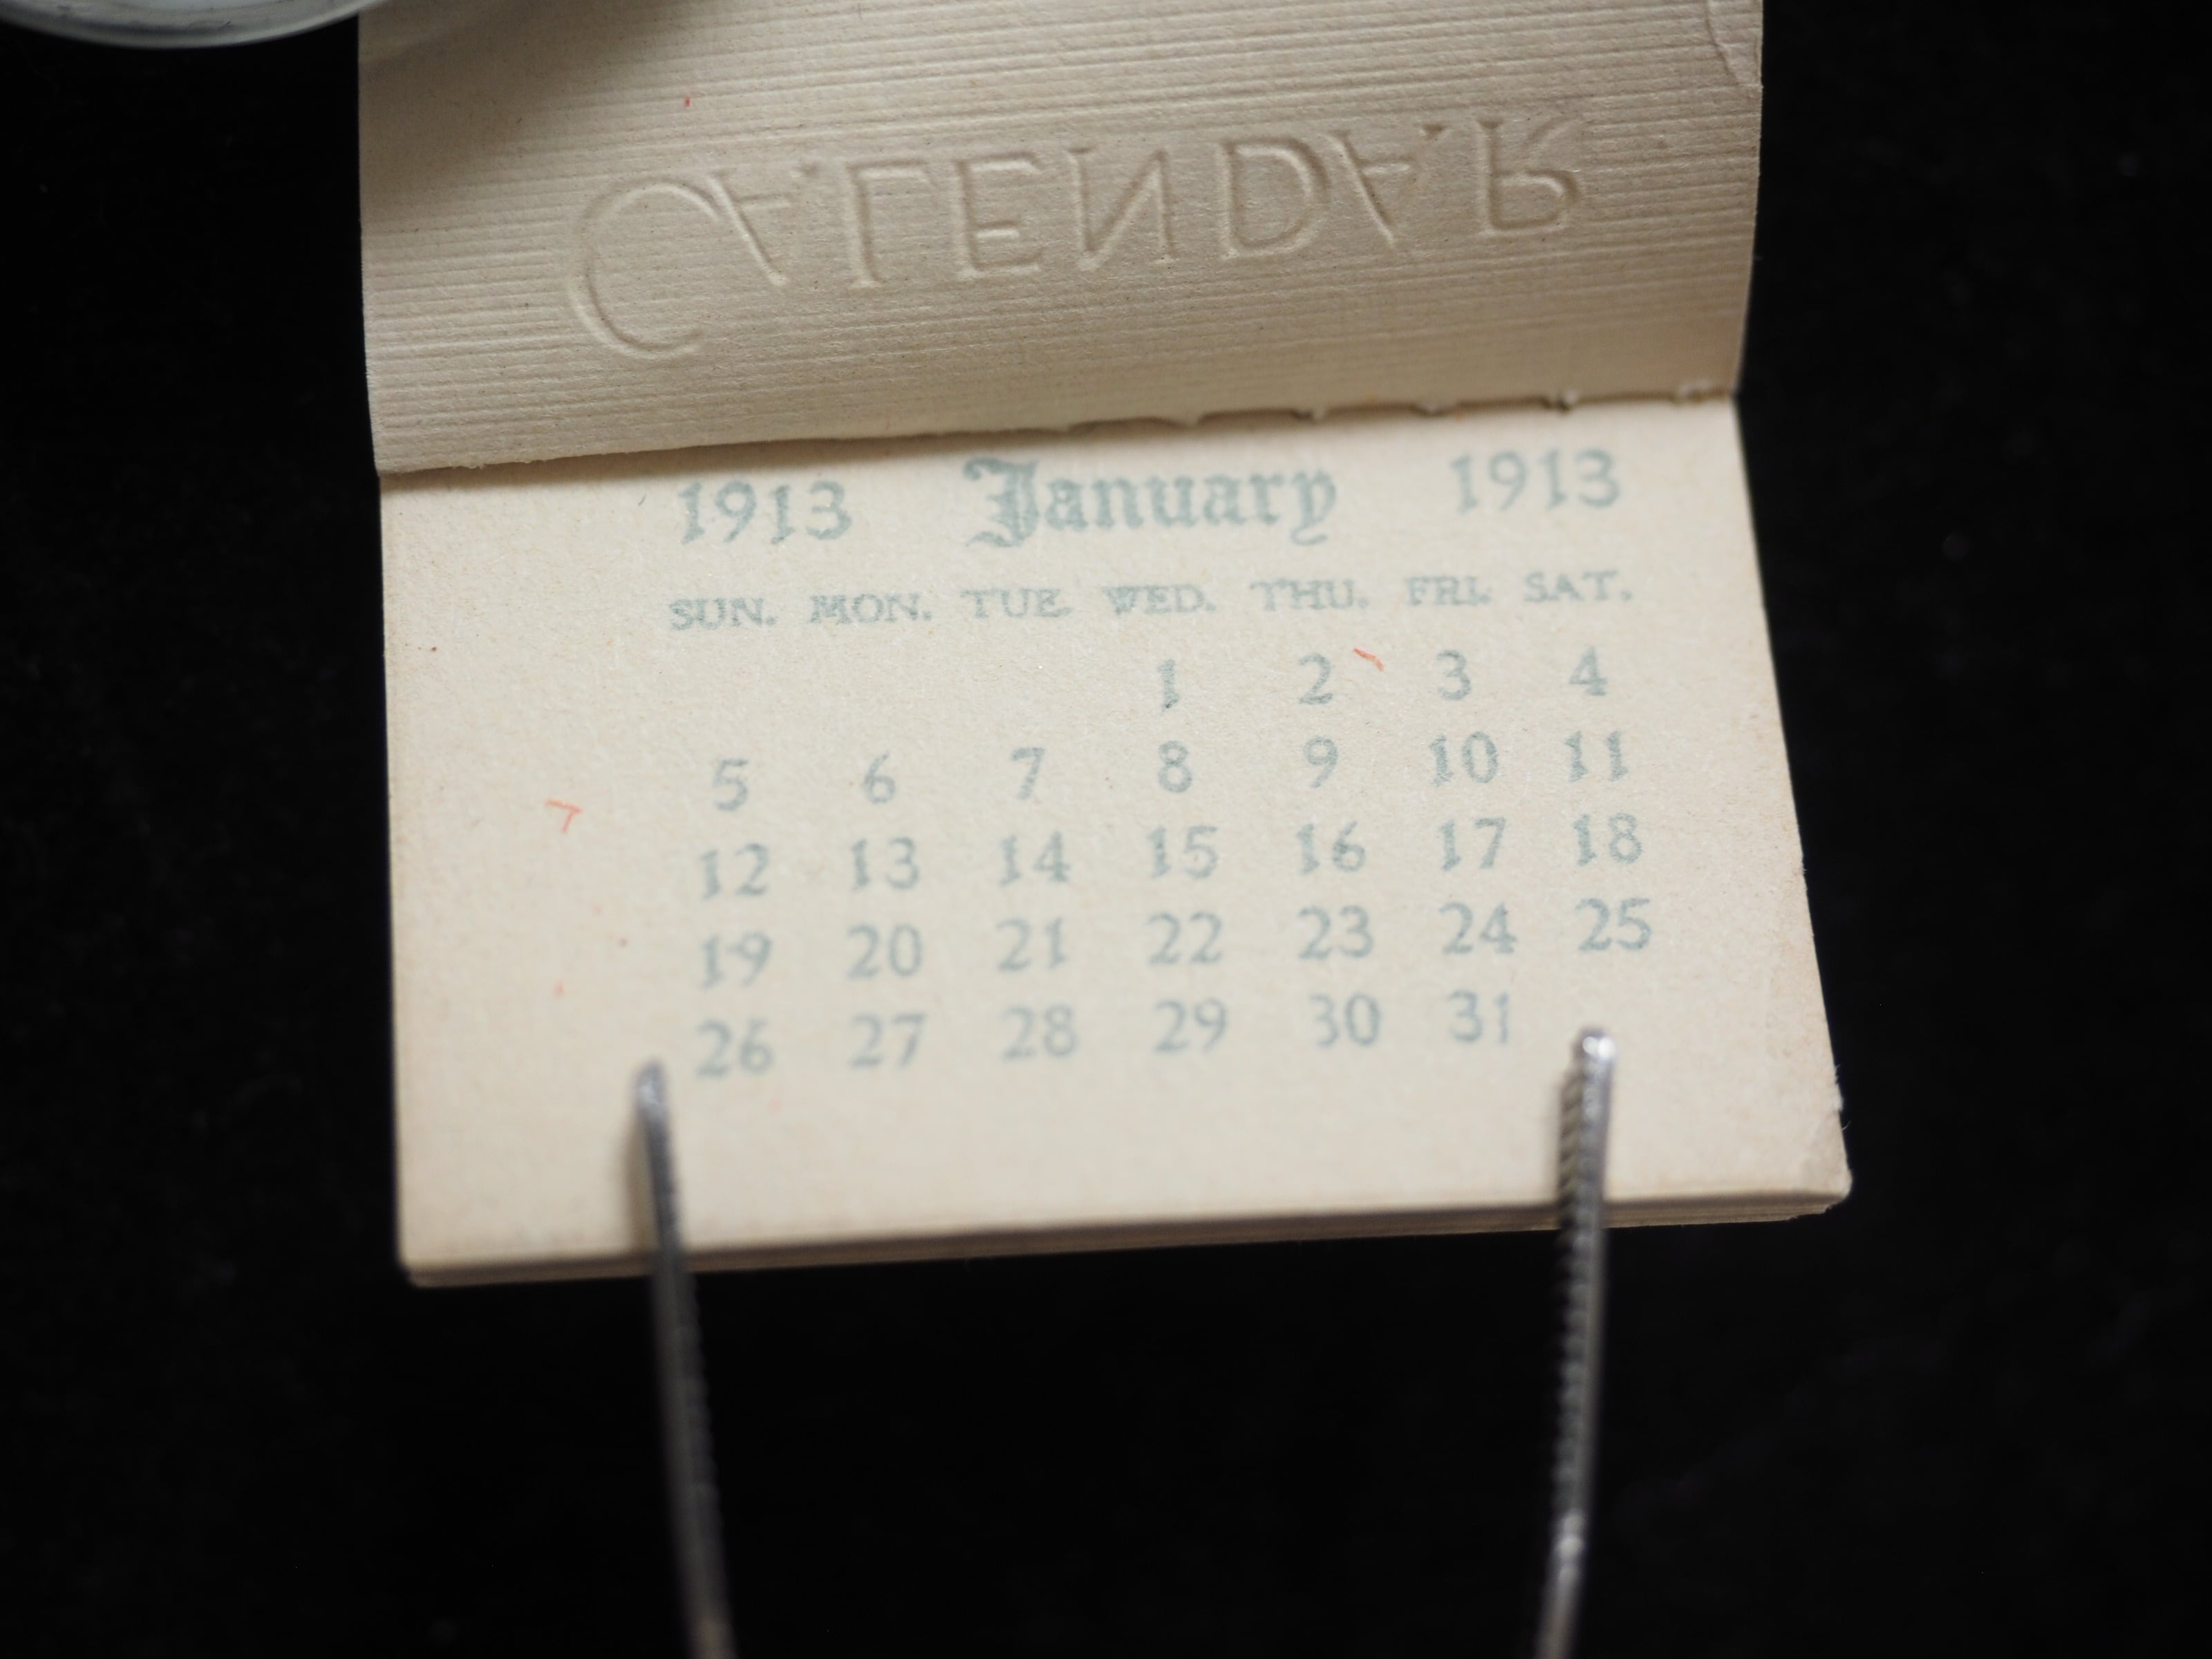 CALENDAR
1913 January 1913
SUN. MON. TUE. WED. THU. FRI. SAT.
1 2 3 4
5 6 7 8 9 10 11
12 13 14 15 16 17 18
19 20 21 22 23 24 25
26 27 28 29 30 31